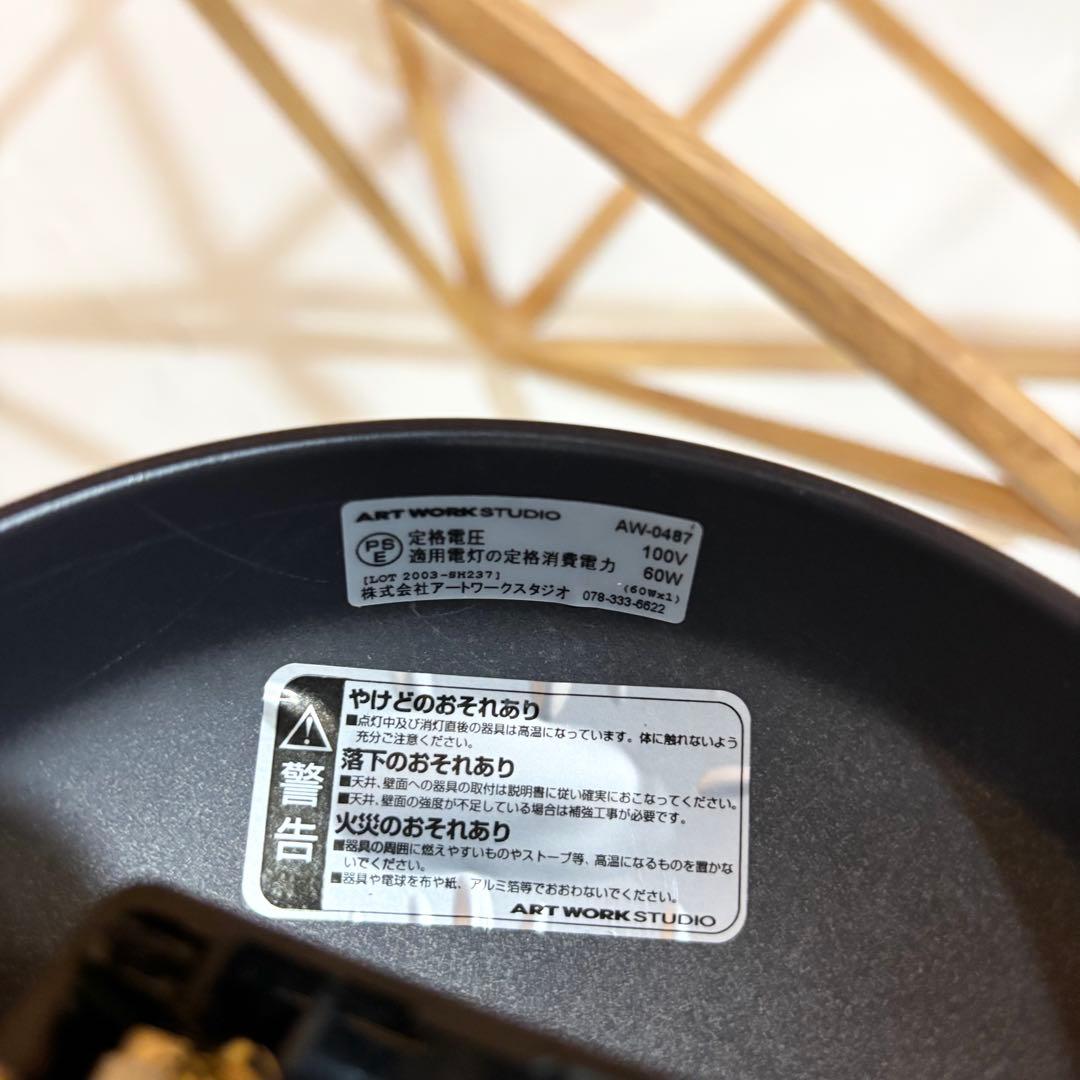 ART WORK STUDIO AW-0487
PSE 定格電圧 100V
適用電灯の定格消費電力 60W
[LOT 2003-SH237] (60W×1)
株式会社アートワークスタジオ 078-333-6622
警告
やけどのおそれあり
■点灯中及び消灯直後の器具は高温になっています。体に触れないよう
充分ご注意ください。
落下のおそれあり
■天井、壁面への器具の取付は説明書に従い確実におこなってください。
■天井、壁面の強度が不足している場合は補強工事が必要です。
火災のおそれあり
■器具の周囲に燃えやすいものやストーブ等、高温になるものを置かな
いでください。
■器具や電球を布や紙、アルミ箔等でおおわないでください。
ART WORK STUDIO